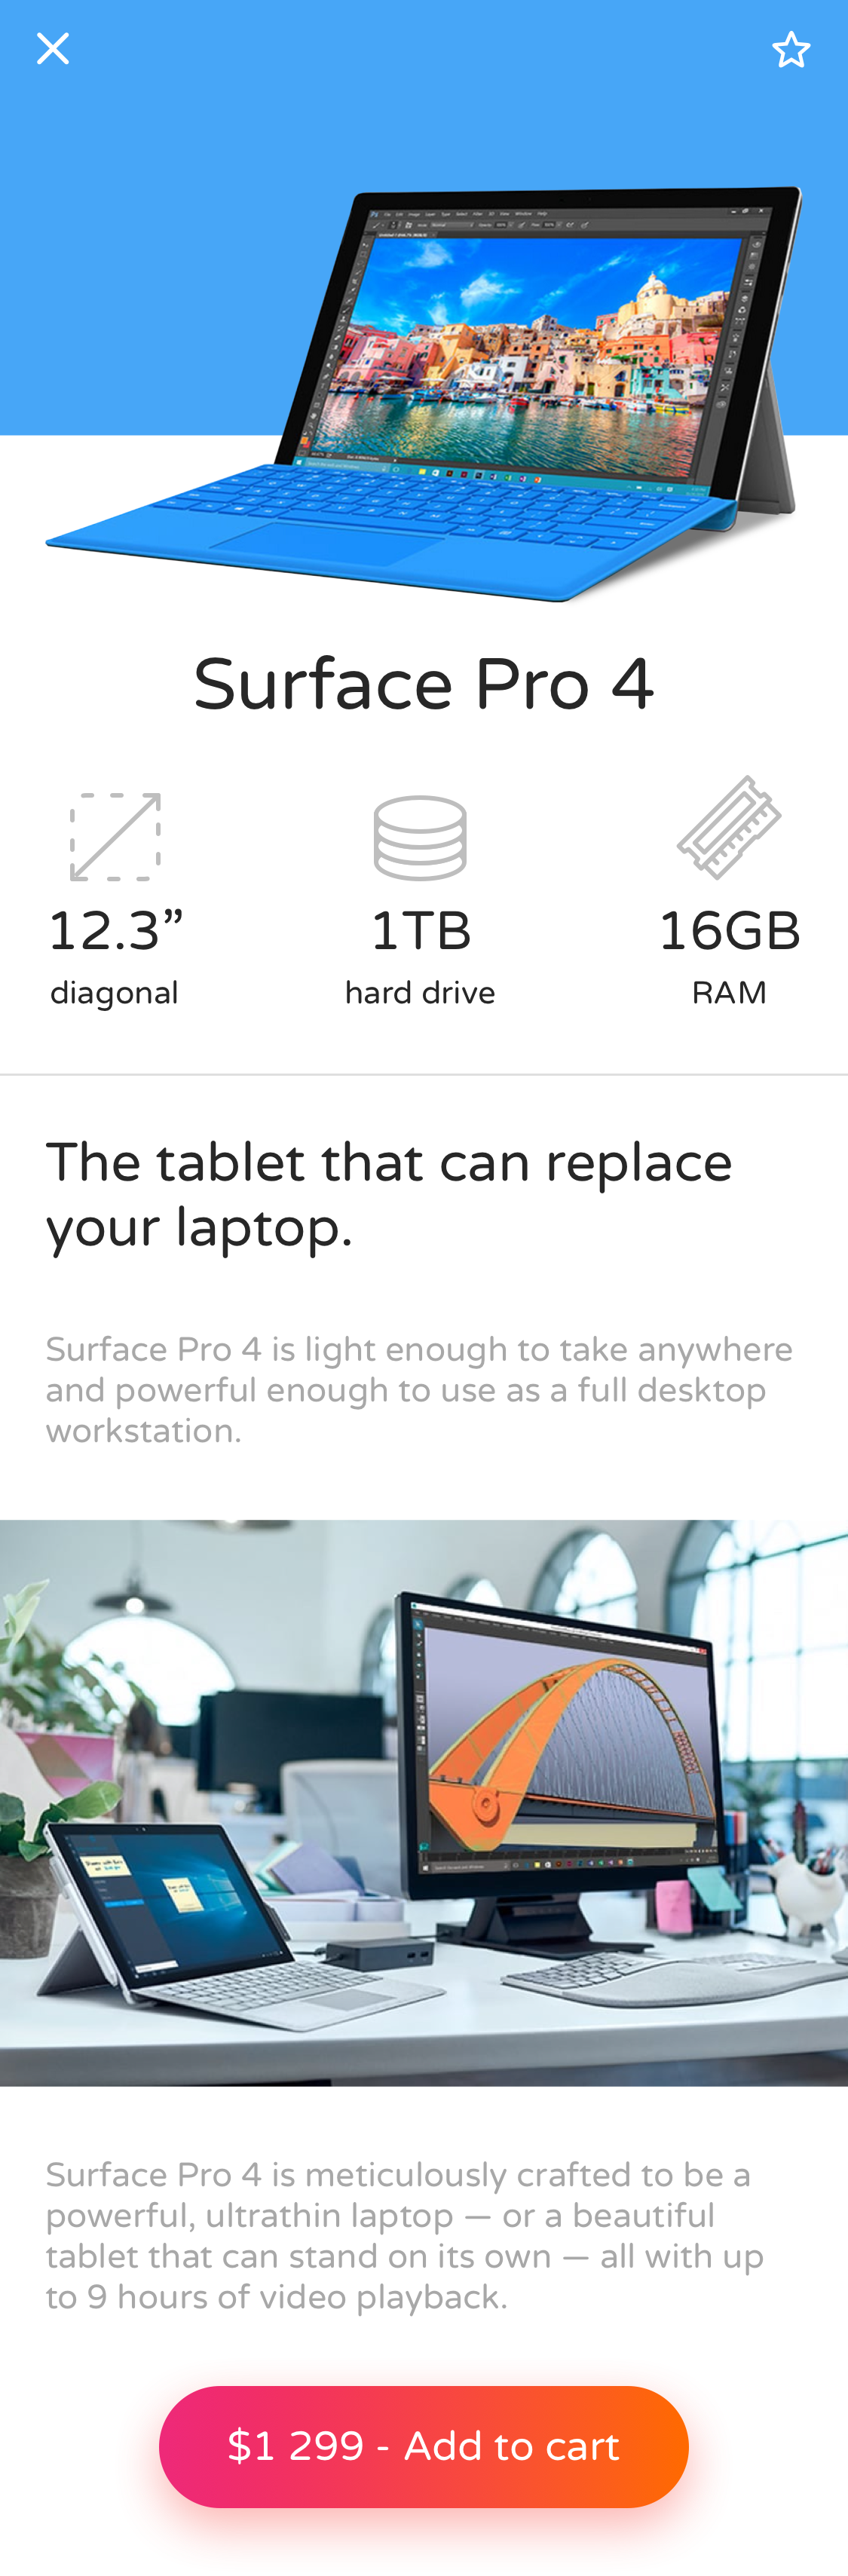 Surface Pro 4
12.3”
1TB
16GB
diagonal
hard drive
RAM
The tablet that can replace
your laptop.
Surface Pro 4 is light enough to take anywhere
and powerful enough to use as a full desktop
workstation.
Surface Pro 4 is meticulously crafted to be a
powerful, ultrathin laptop — or a beautiful
tablet that can stand on its own — all with up
to 9 hours of video playback.
$1 299 - Add to cart